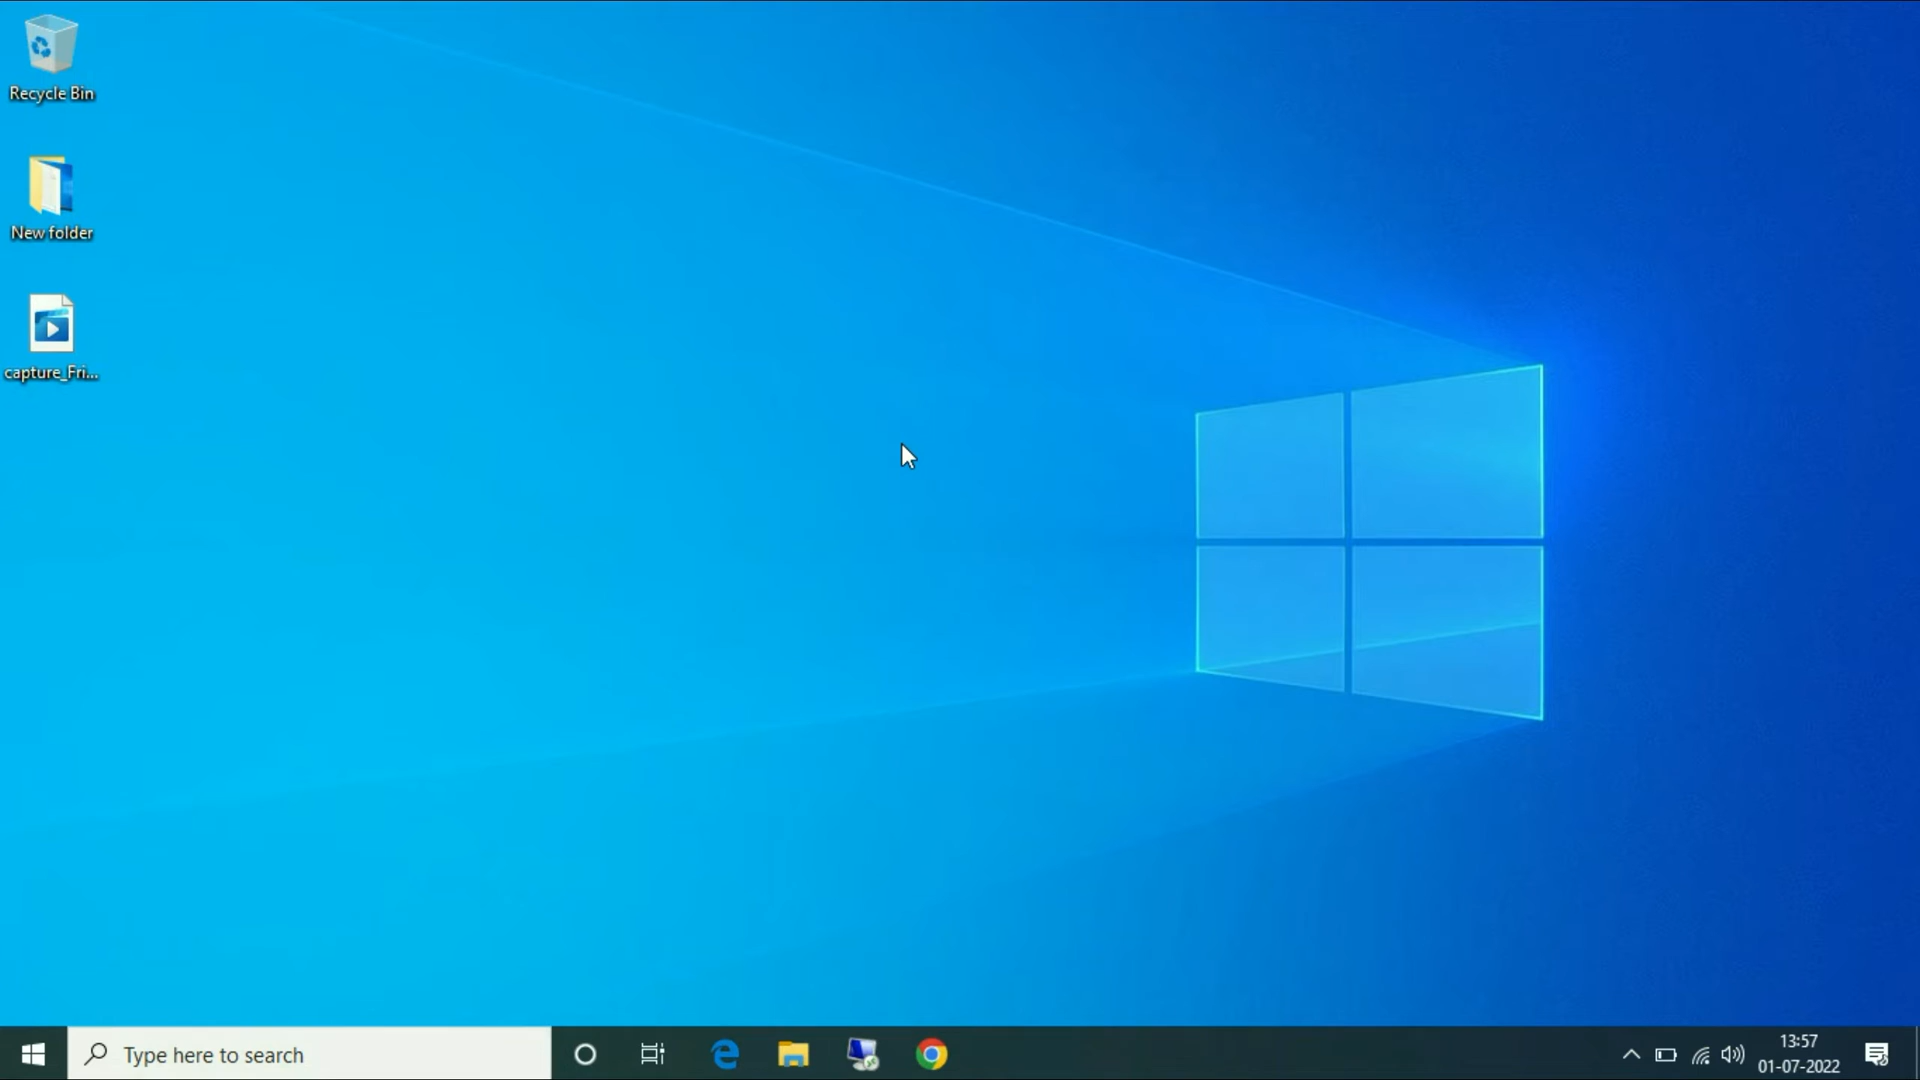 Recycle Bin
New folder
capture_Fri...
Type here to search
13:57
01-07-2022